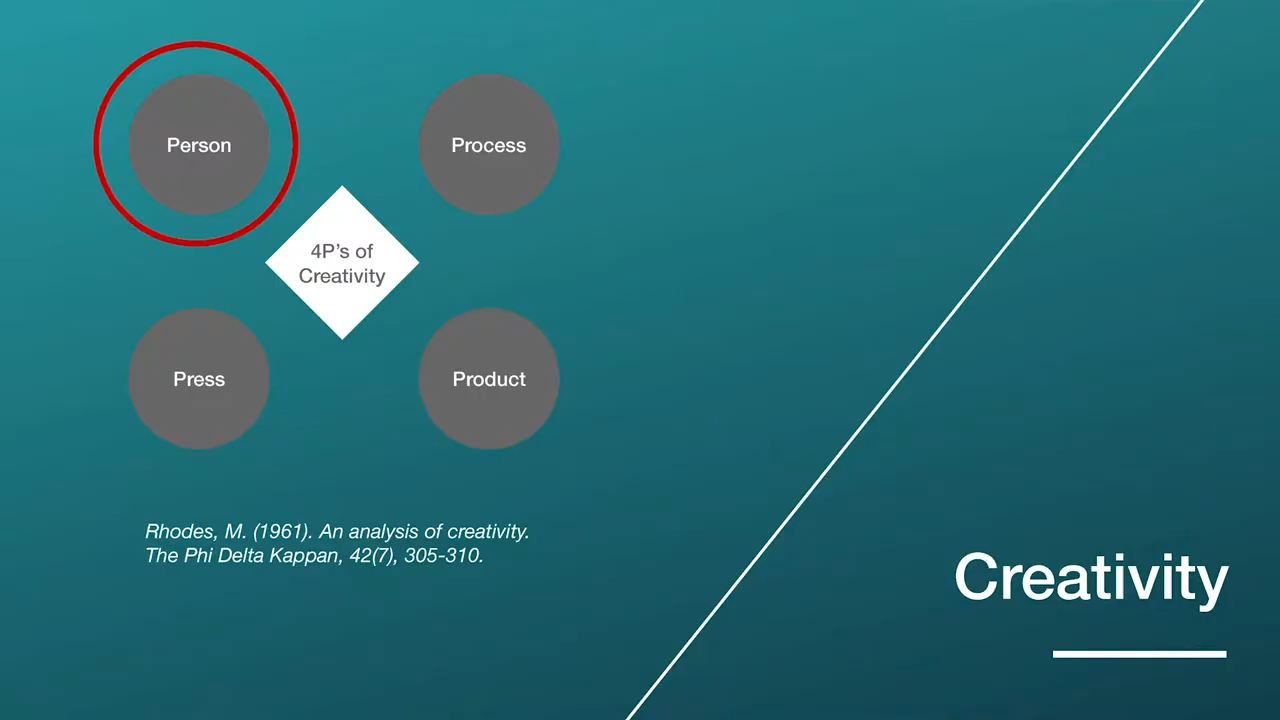 Person
Process
4P’s of
Creativity
Press
Product
Rhodes, M. (1961). An analysis of creativity.
The Phi Delta Kappan, 42(7), 305-310.
Creativity